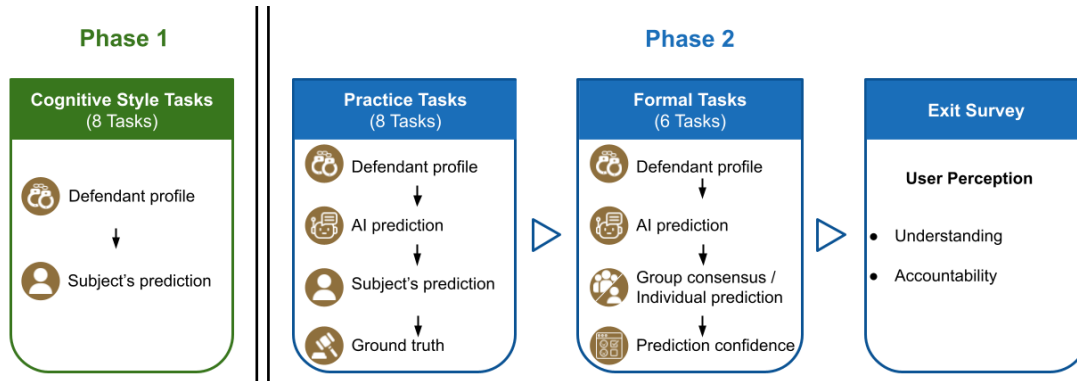 Phase 1
Phase 2
Cognitive Style Tasks
(8 Tasks)
Defendant profile
Subject's prediction
Practice Tasks
(8 Tasks)
Defendant profile
AI prediction
Subject's prediction
Ground truth
Formal Tasks
(6 Tasks)
Defendant profile
AI prediction
Group consensus /
Individual prediction
Prediction confidence
Exit Survey
User Perception
● Understanding
● Accountability